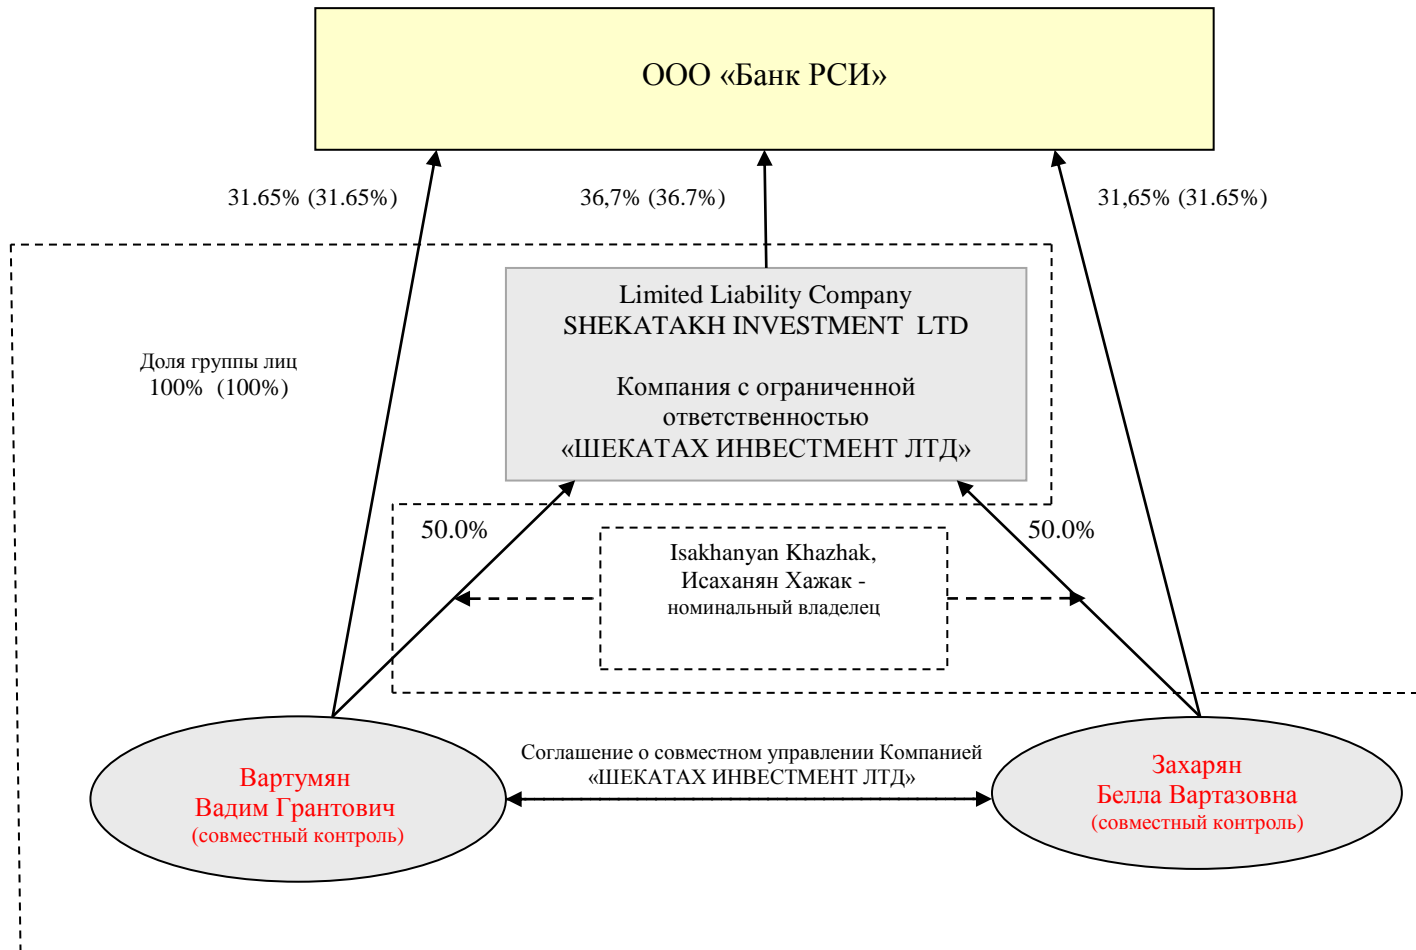 ООО «Банк РСИ»
31.65% (31.65%)
36,7% (36.7%)
31,65% (31.65%)
Limited Liability Company
SHEKATAKH INVESTMENT LTD
Компания с ограниченной
ответственностью
«ШЕКАТАХ ИНВЕСТМЕНТ ЛТД»
Доля группы лиц
100% (100%)
50.0%
50.0%
Isakhanyan Khazhak,
Исаханян Хажак -
номинальный владелец
Соглашение о совместном управлении Компанией
«ШЕКАТАХ ИНВЕСТМЕНТ ЛТД»
Вартумян
Вадим Грантович
(совместный контроль)
Захарян
Белла Вартазовна
(совместный контроль)